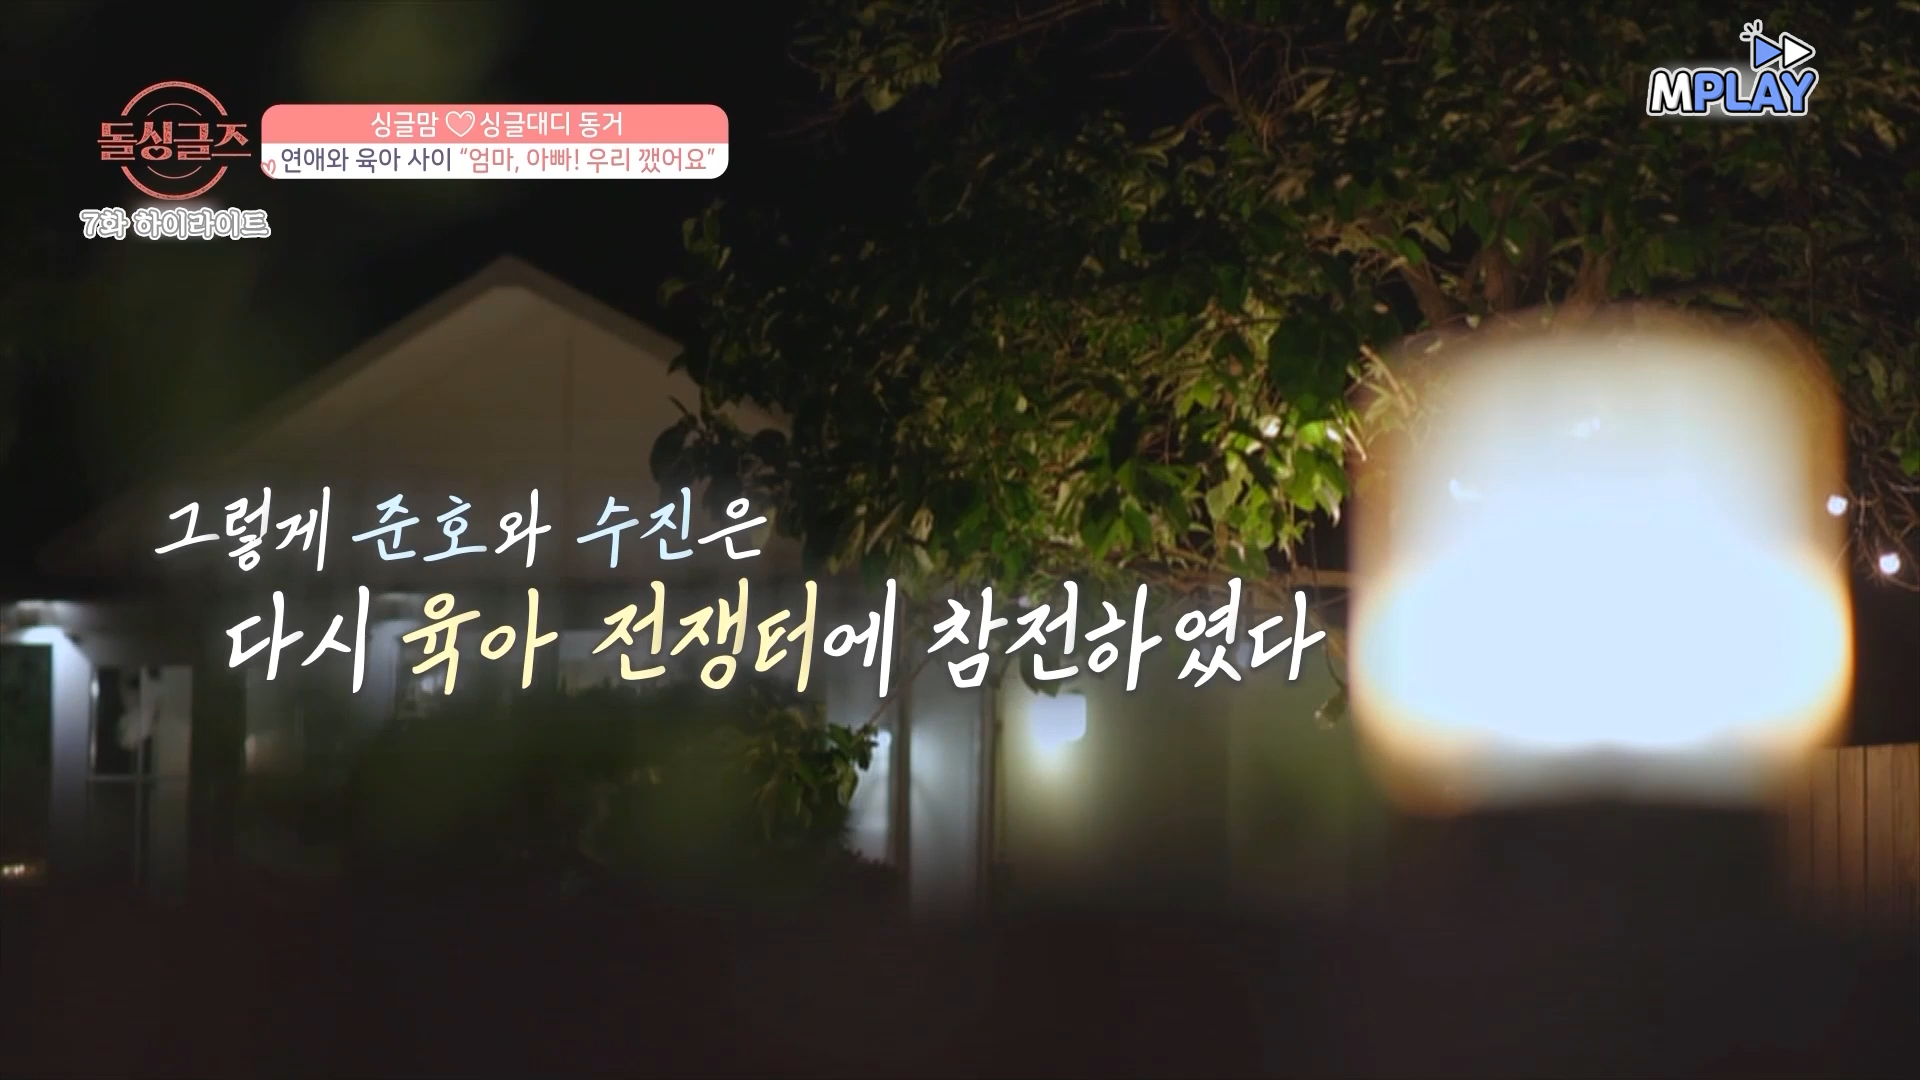 돌싱글즈
7화 하이라이트
싱글맘 ♡ 싱글대디 동거
연애와 육아 사이 “엄마, 아빠! 우리 깼어요”
MPLAY
그렇게 준호와 수진은
다시 육아 전쟁터에 참전하였다